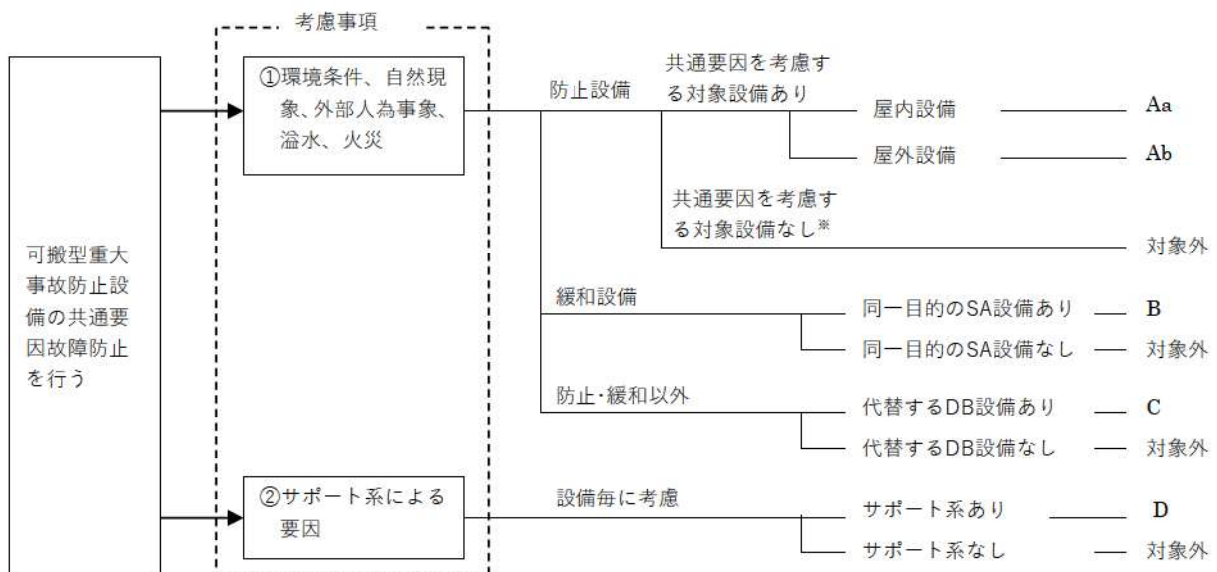 考慮事項
可搬型重大
事故防止設
備の共通要
因故障防止
を行う
①環境条件、自然現
象、外部人為事象、
溢水、火災
防止設備
共通要因を考慮す
る対象設備あり
屋内設備
Aa
屋外設備
Ab
共通要因を考慮す
る対象設備なし※
対象外
緩和設備
同一目的のSA設備あり
B
同一目的のSA設備なし
対象外
防止・緩和以外
代替するDB設備あり
C
代替するDB設備なし
対象外
②サポート系による
要因
設備毎に考慮
サポート系あり
D
サポート系なし
対象外